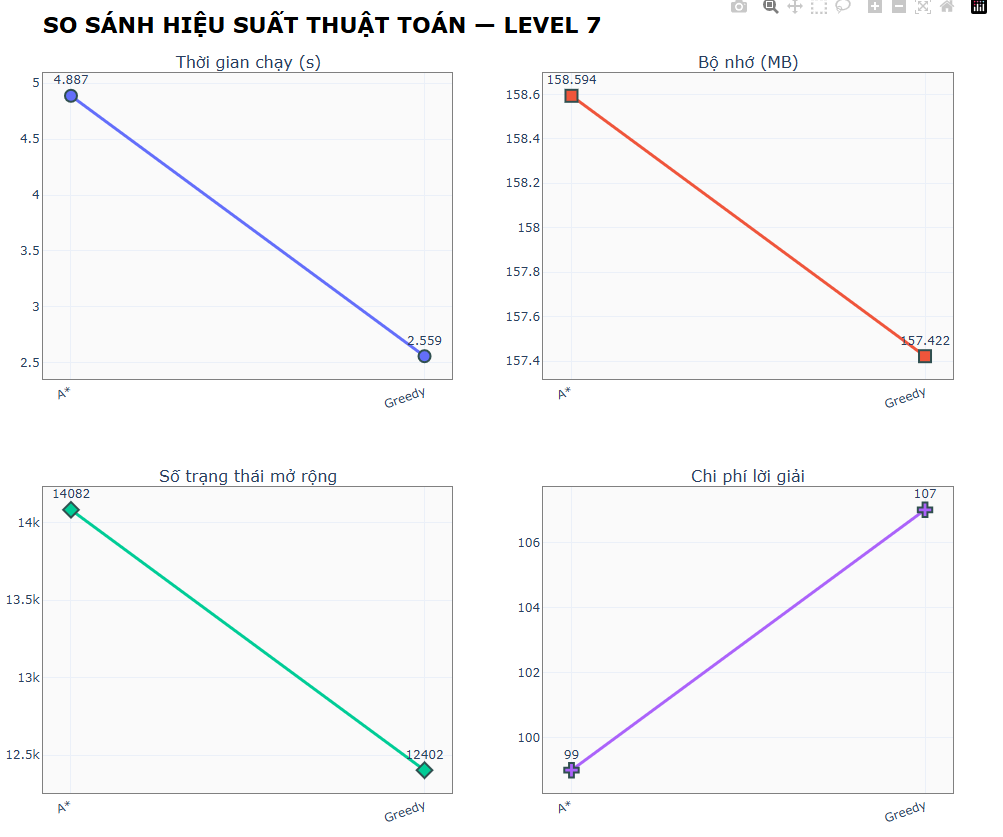 SO SÁNH HIỆU SUẤT THUẬT TOÁN — LEVEL 7
Thời gian chạy (s)
4.887
2.559
5
4.5
4
3.5
3
2.5
A*
Greedy
Bộ nhớ (MB)
158.594
157.422
158.6
158.4
158.2
158
157.8
157.6
157.4
A*
Greedy
Số trạng thái mở rộng
14082
12402
14k
13.5k
13k
12.5k
A*
Greedy
Chi phí lời giải
107
99
106
104
102
100
A*
Greedy